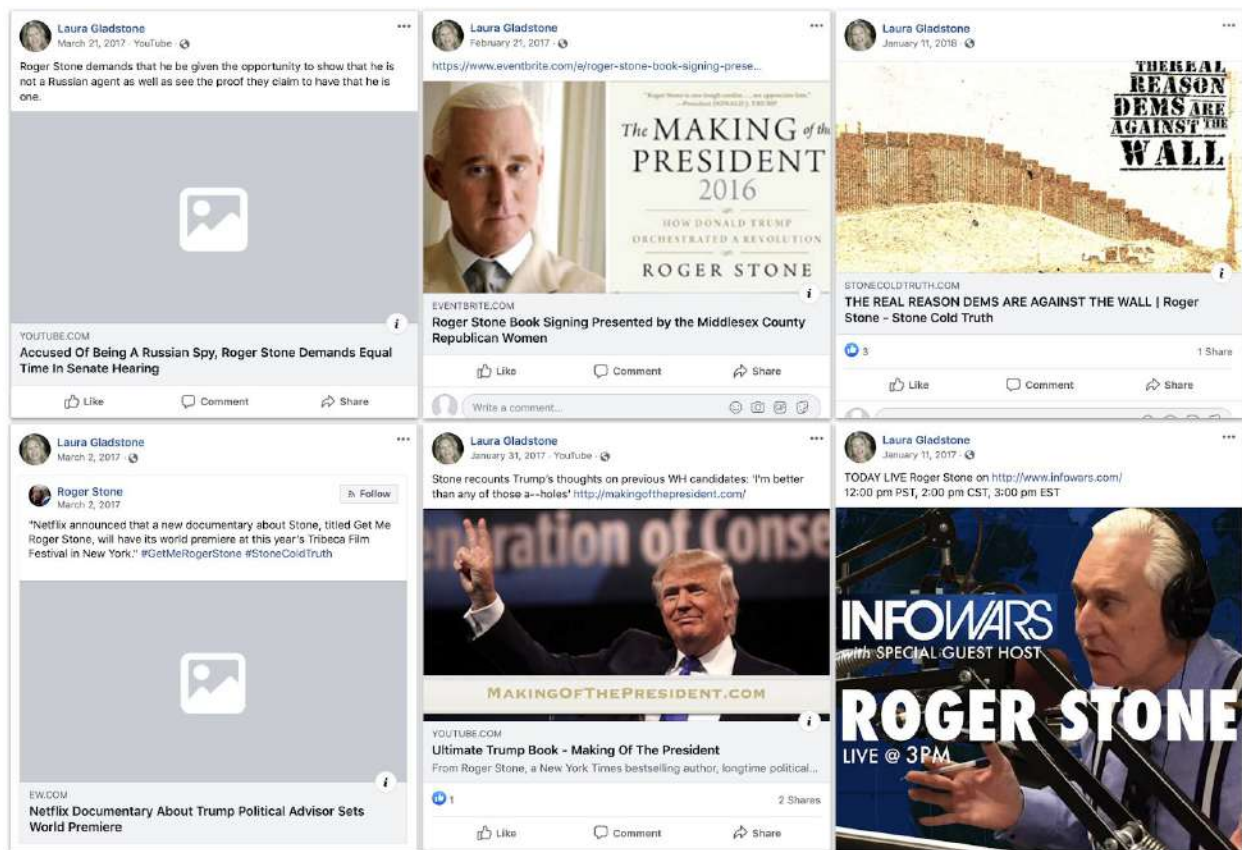 Laura Gladstone
March 21, 2017 · YouTube ·
Roger Stone demands that he be given the opportunity to show that he is
not a Russian agent as well as see the proof they claim to have that he is
one.
YOUTUBE.COM
Accused Of Being A Russian Spy, Roger Stone Demands Equal
Time In Senate Hearing
Like Comment Share
Laura Gladstone
February 21, 2017 ·
https://www.eventbrite.com/e/roger-stone-book-signing-prese...
The MAKING of the
PRESIDENT
2016
HOW DONALD TRUMP
ORCHESTRATED A REVOLUTION
ROGER STONE
EVENTBRITE.COM
Roger Stone Book Signing Presented by the Middlesex County
Republican Women
Like Comment Share
Write a comment...
Laura Gladstone
January 11, 2018 ·
THE REAL
REASON
DEMS ARE
AGAINST THE
WALL
STONECOLDTRUTH.COM
THE REAL REASON DEMS ARE AGAINST THE WALL | Roger
Stone - Stone Cold Truth
3 1 Share
Like Comment Share
Laura Gladstone
March 2, 2017 ·
Roger Stone
Follow
March 2, 2017
"Netflix announced that a new documentary about Stone, titled Get Me
Roger Stone, will have its world premiere at this year's Tribeca Film
Festival in New York." #GetMeRogerStone #StoneColdTruth
EW.COM
Netflix Documentary About Trump Political Advisor Sets
World Premiere
Laura Gladstone
January 31, 2017 · YouTube ·
Stone recounts Trump's thoughts on previous WH candidates: 'I'm better
than any of those a--holes' http://makingofthepresident.com/
eneration of Conse
MAKINGOFTHEPRESIDENT.COM
YOUTUBE.COM
Ultimate Trump Book - Making Of The President
From Roger Stone, a New York Times bestselling author, longtime political...
1 2 Shares
Like Comment Share
Laura Gladstone
January 11, 2017 ·
TODAY LIVE Roger Stone on http://www.infowars.com/
12:00 pm PST, 2:00 pm CST, 3:00 pm EST
INFOWARS
with SPECIAL GUEST HOST
ROGER STONE
LIVE @ 3PM